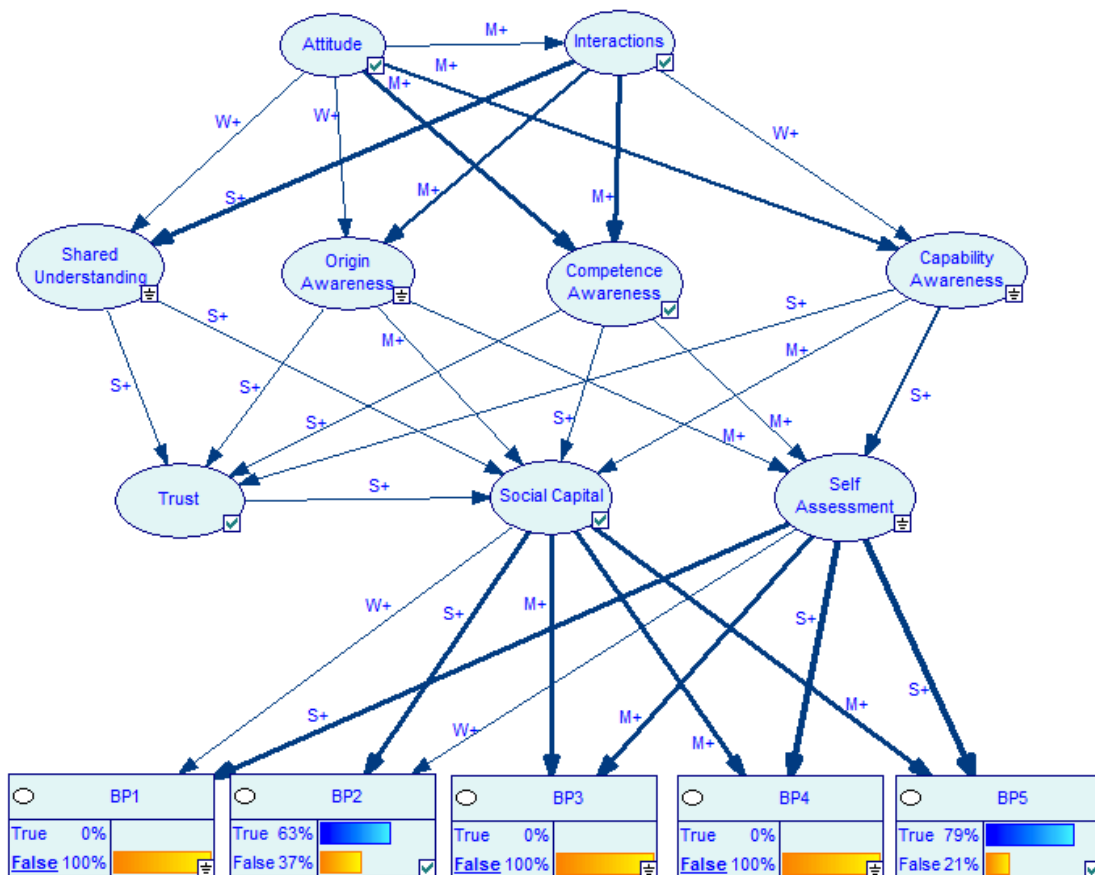 Attitude
M+
Interactions
M+
M+
W+
W+
W+
S+
M+
M+
Shared
Understanding
Origin
Awareness
Competence
Awareness
Capability
Awareness
S+
S+
M+
M+
S+
S+
S+
S+
S+
M+
M+
Trust
S+
Social Capital
Self
Assessment
W+
S+
M+
S+
S+
S+
M+
W+
M+
M+
BP1
True 0%
False 100%
BP2
True 63%
False 37%
BP3
True 0%
False 100%
BP4
True 0%
False 100%
BP5
True 79%
False 21%